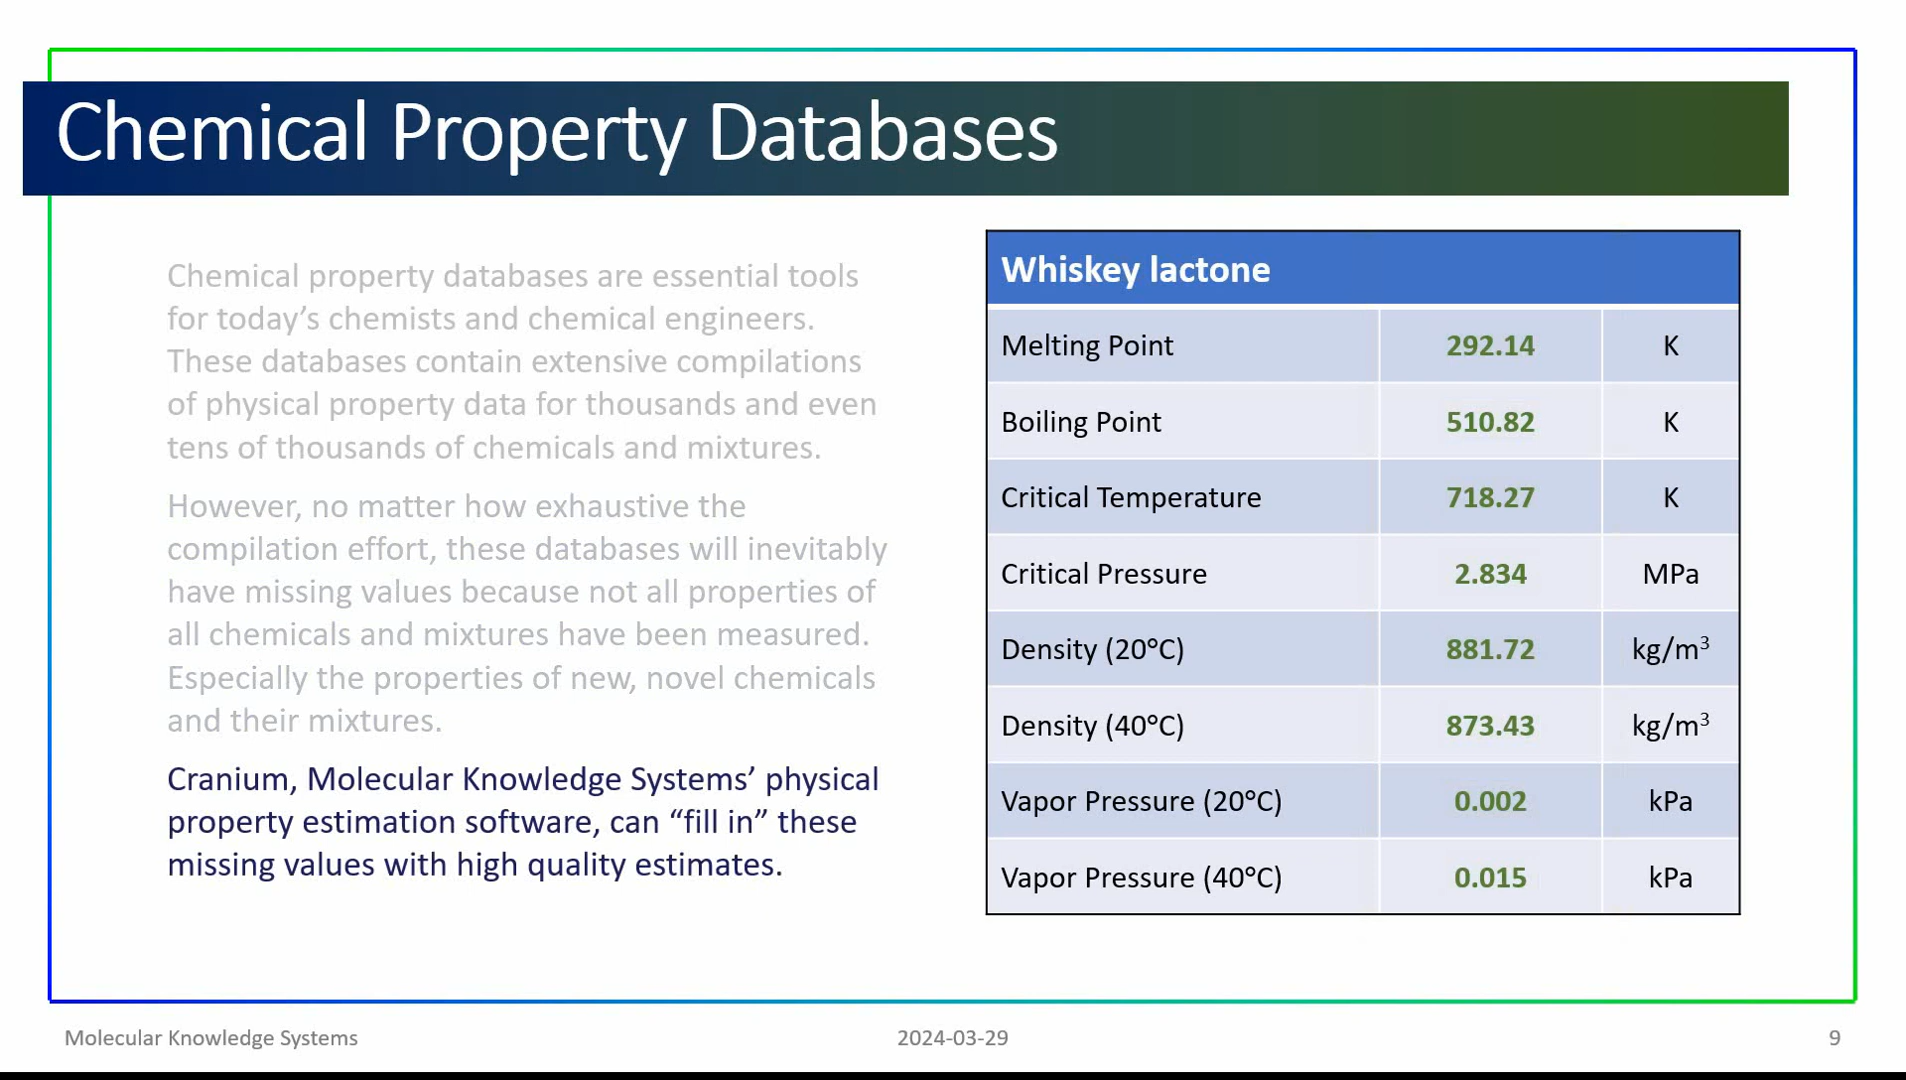 Chemical Property Databases
Chemical property databases are essential tools
for today’s chemists and chemical engineers.
These databases contain extensive compilations
of physical property data for thousands and even
tens of thousands of chemicals and mixtures.
However, no matter how exhaustive the
compilation effort, these databases will inevitably
have missing values because not all properties of
all chemicals and mixtures have been measured.
Especially the properties of new, novel chemicals
and their mixtures.
Cranium, Molecular Knowledge Systems’ physical
property estimation software, can “fill in” these
missing values with high quality estimates.
Whiskey lactone
Melting Point 292.14 K
Boiling Point 510.82 K
Critical Temperature 718.27 K
Critical Pressure 2.834 MPa
Density (20°C) 881.72 kg/m³
Density (40°C) 873.43 kg/m³
Vapor Pressure (20°C) 0.002 kPa
Vapor Pressure (40°C) 0.015 kPa
Molecular Knowledge Systems 2024-03-29 9